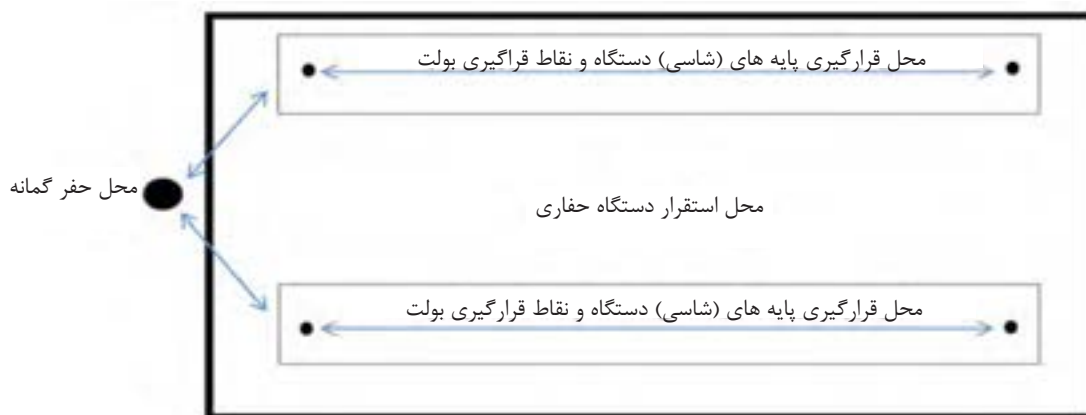 محل قرارگیری پایه های (شاسی) دستگاه و نقاط قراگیری بولت
محل حفر گمانه
محل استقرار دستگاه حفاری
محل قرارگیری پایه های (شاسی) دستگاه و نقاط قرارگیری بولت